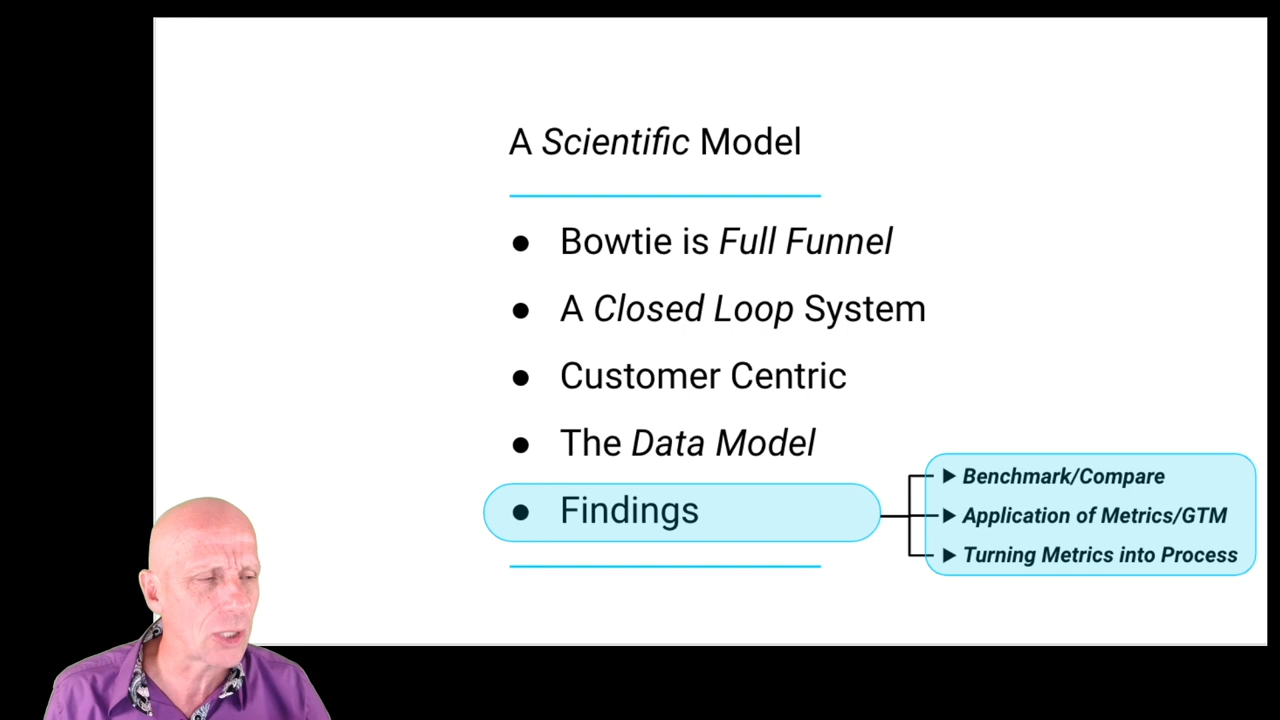 A Scientific Model
● Bowtie is Full Funnel
● A Closed Loop System
● Customer Centric
● The Data Model
● Findings
▶ Benchmark/Compare
▶ Application of Metrics/GTM
▶ Turning Metrics into Process